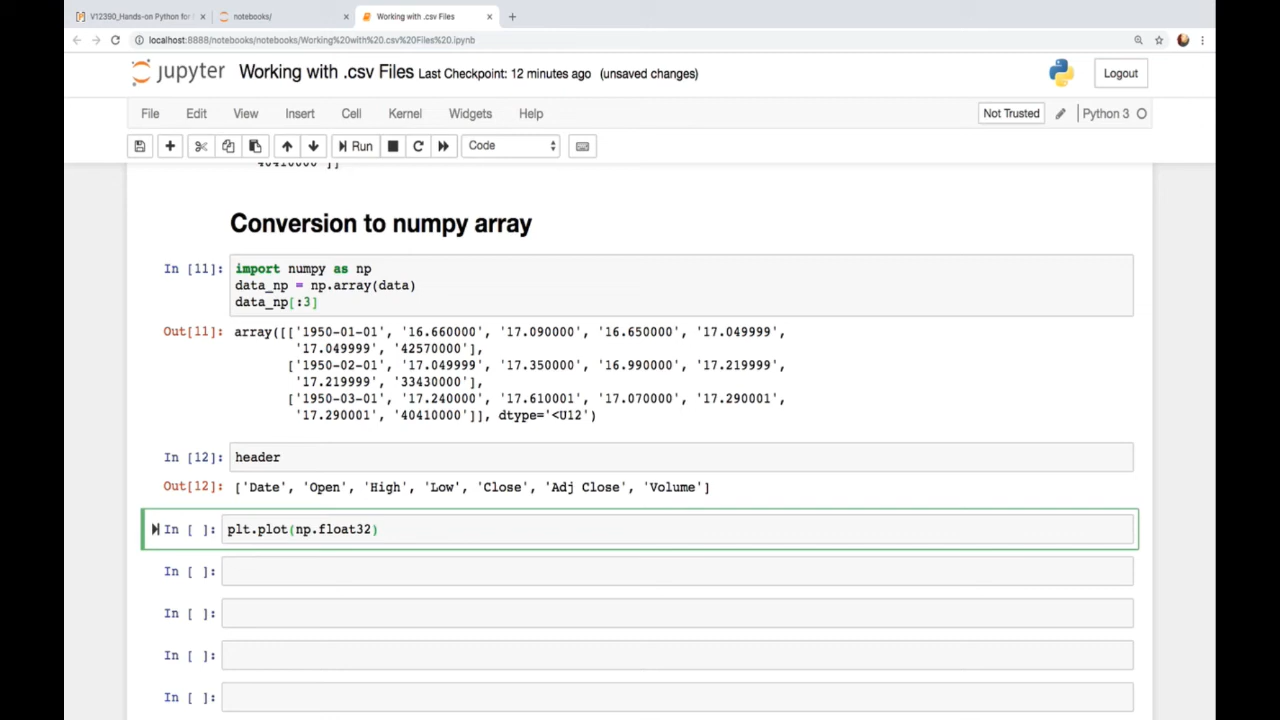 V12390_Hands-on Python for
notebooks/
Working with .csv Files
localhost:8888/notebooks/notebooks/Working%20with%20.csv%20Files%20.ipynb
jupyter Working with .csv Files Last Checkpoint: 12 minutes ago (unsaved changes) Logout
File Edit View Insert Cell Kernel Widgets Help Not Trusted Python 3
Run Code
40410000']]
Conversion to numpy array
In [11]: import numpy as np
data_np = np.array(data)
data_np[:3]
Out[11]: array([['1950-01-01', '16.660000', '17.090000', '16.650000', '17.049999',
'17.049999', '42570000'],
['1950-02-01', '17.049999', '17.350000', '16.990000', '17.219999',
'17.219999', '33430000'],
['1950-03-01', '17.240000', '17.610001', '17.070000', '17.290001',
'17.290001', '40410000']], dtype='<U12')
In [12]: header
Out[12]: ['Date', 'Open', 'High', 'Low', 'Close', 'Adj Close', 'Volume']
In [ ]: plt.plot(np.float32)
In [ ]:
In [ ]:
In [ ]:
In [ ]: